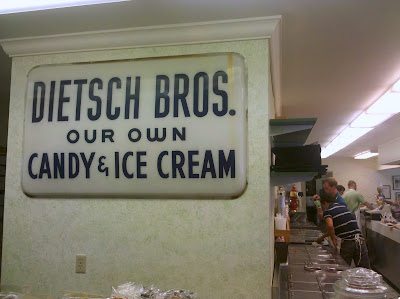 DIETSCH BROS.
OUR OWN
CANDY & ICE CREAM